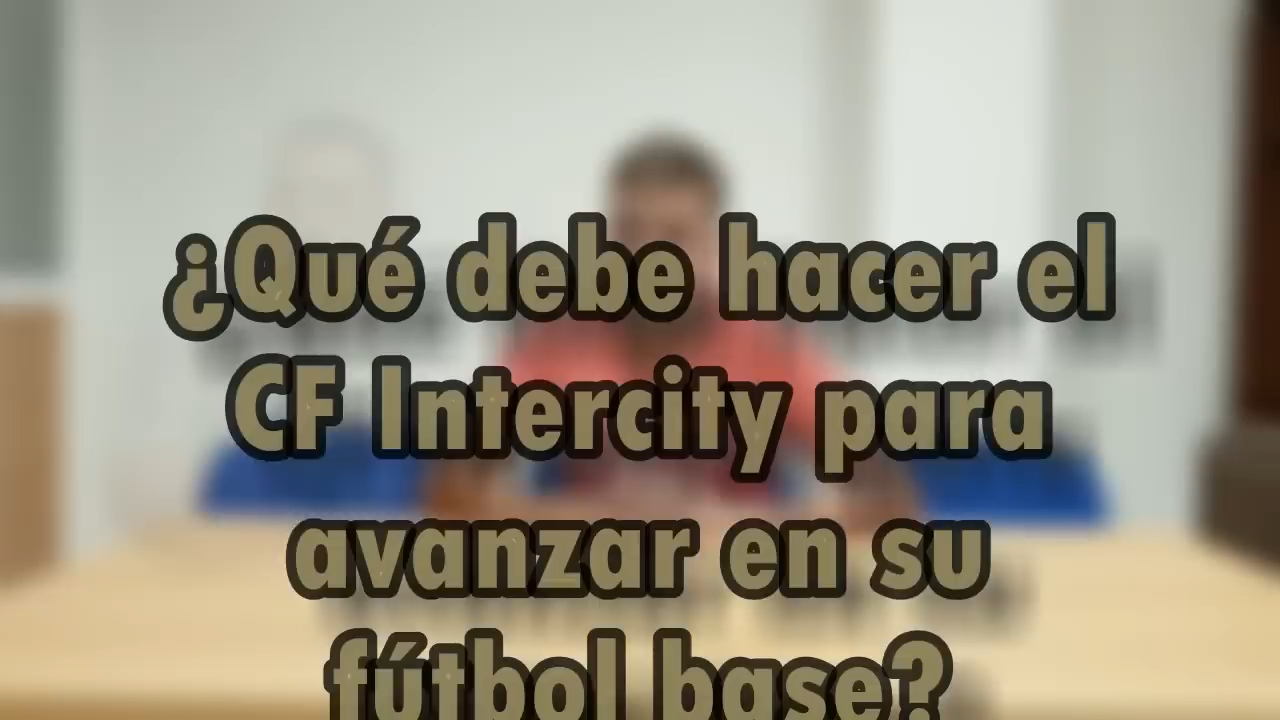 ¿Qué debe hacer el
CF Intercity para
avanzar en su
fútbol base?